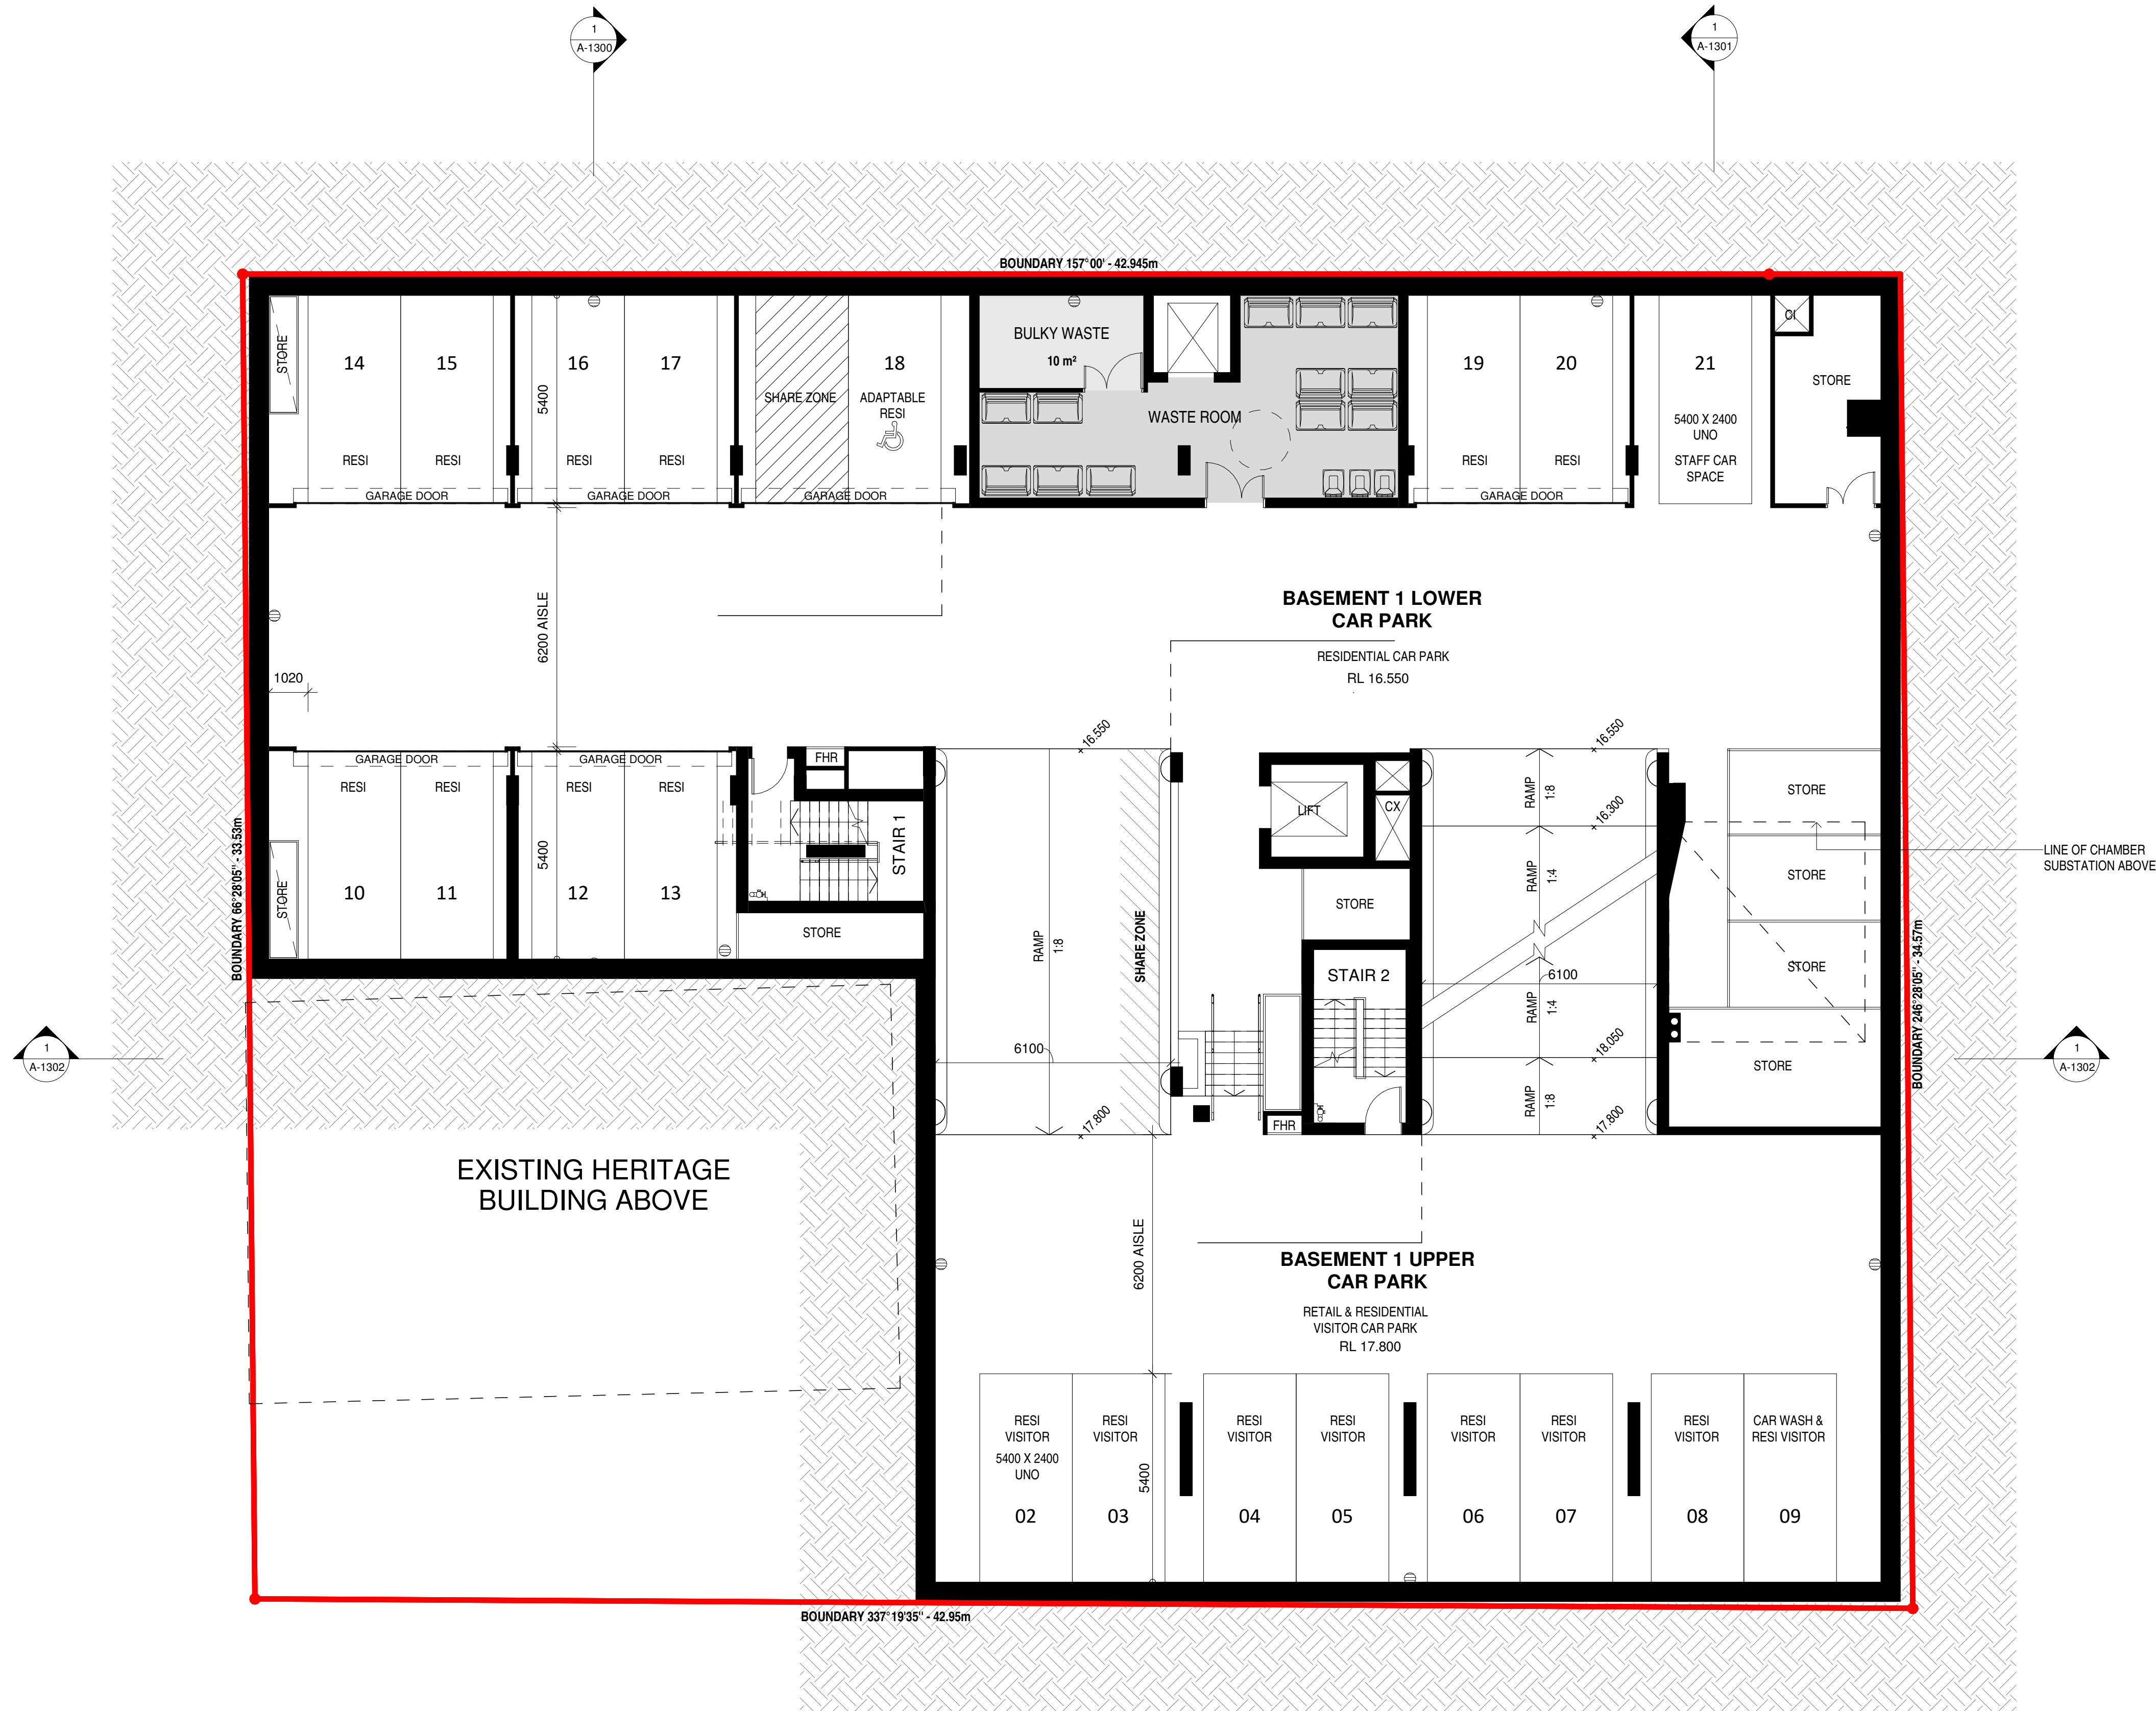 1
A-1300
1
A-1301
BOUNDARY 157°00' - 42.945m
STORE
14
15
16
17
18
BULKY WASTE
10 m²
19
20
21
CI
STORE
5400
SHARE ZONE
ADAPTABLE
RESI
WASTE ROOM
5400 X 2400
UNO
STAFF CAR
SPACE
RESI
RESI
RESI
RESI
RESI
RESI
GARAGE DOOR
GARAGE DOOR
GARAGE DOOR
GARAGE DOOR
6200 AISLE
BASEMENT 1 LOWER
CAR PARK
RESIDENTIAL CAR PARK
RL 16.550
1020
16.550
16.550
GARAGE DOOR
GARAGE DOOR
FHR
RESI
RESI
RESI
RESI
RAMP
1:8
STORE
LIFT
CX
16.300
STAIR 1
LINE OF CHAMBER
SUBSTATION ABOVE
5400
RAMP
1:4
STORE
STORE
10
11
12
13
STORE
STORE
BOUNDARY 66°28'05" - 33.53m
RAMP
1:8
SHARE ZONE
STAIR 2
6100
STORE
RAMP
1:4
BOUNDARY 246°28'05" - 34.57m
6100
18.050
STORE
1
A-1302
1
A-1302
RAMP
1:8
17.800
FHR
17.800
EXISTING HERITAGE
BUILDING ABOVE
6200 AISLE
BASEMENT 1 UPPER
CAR PARK
RETAIL & RESIDENTIAL
VISITOR CAR PARK
RL 17.800
RESI
VISITOR
5400 X 2400
UNO
RESI
VISITOR
RESI
VISITOR
RESI
VISITOR
RESI
VISITOR
RESI
VISITOR
RESI
VISITOR
CAR WASH &
RESI VISITOR
5400
02
03
04
05
06
07
08
09
BOUNDARY 337°19'35" - 42.95m